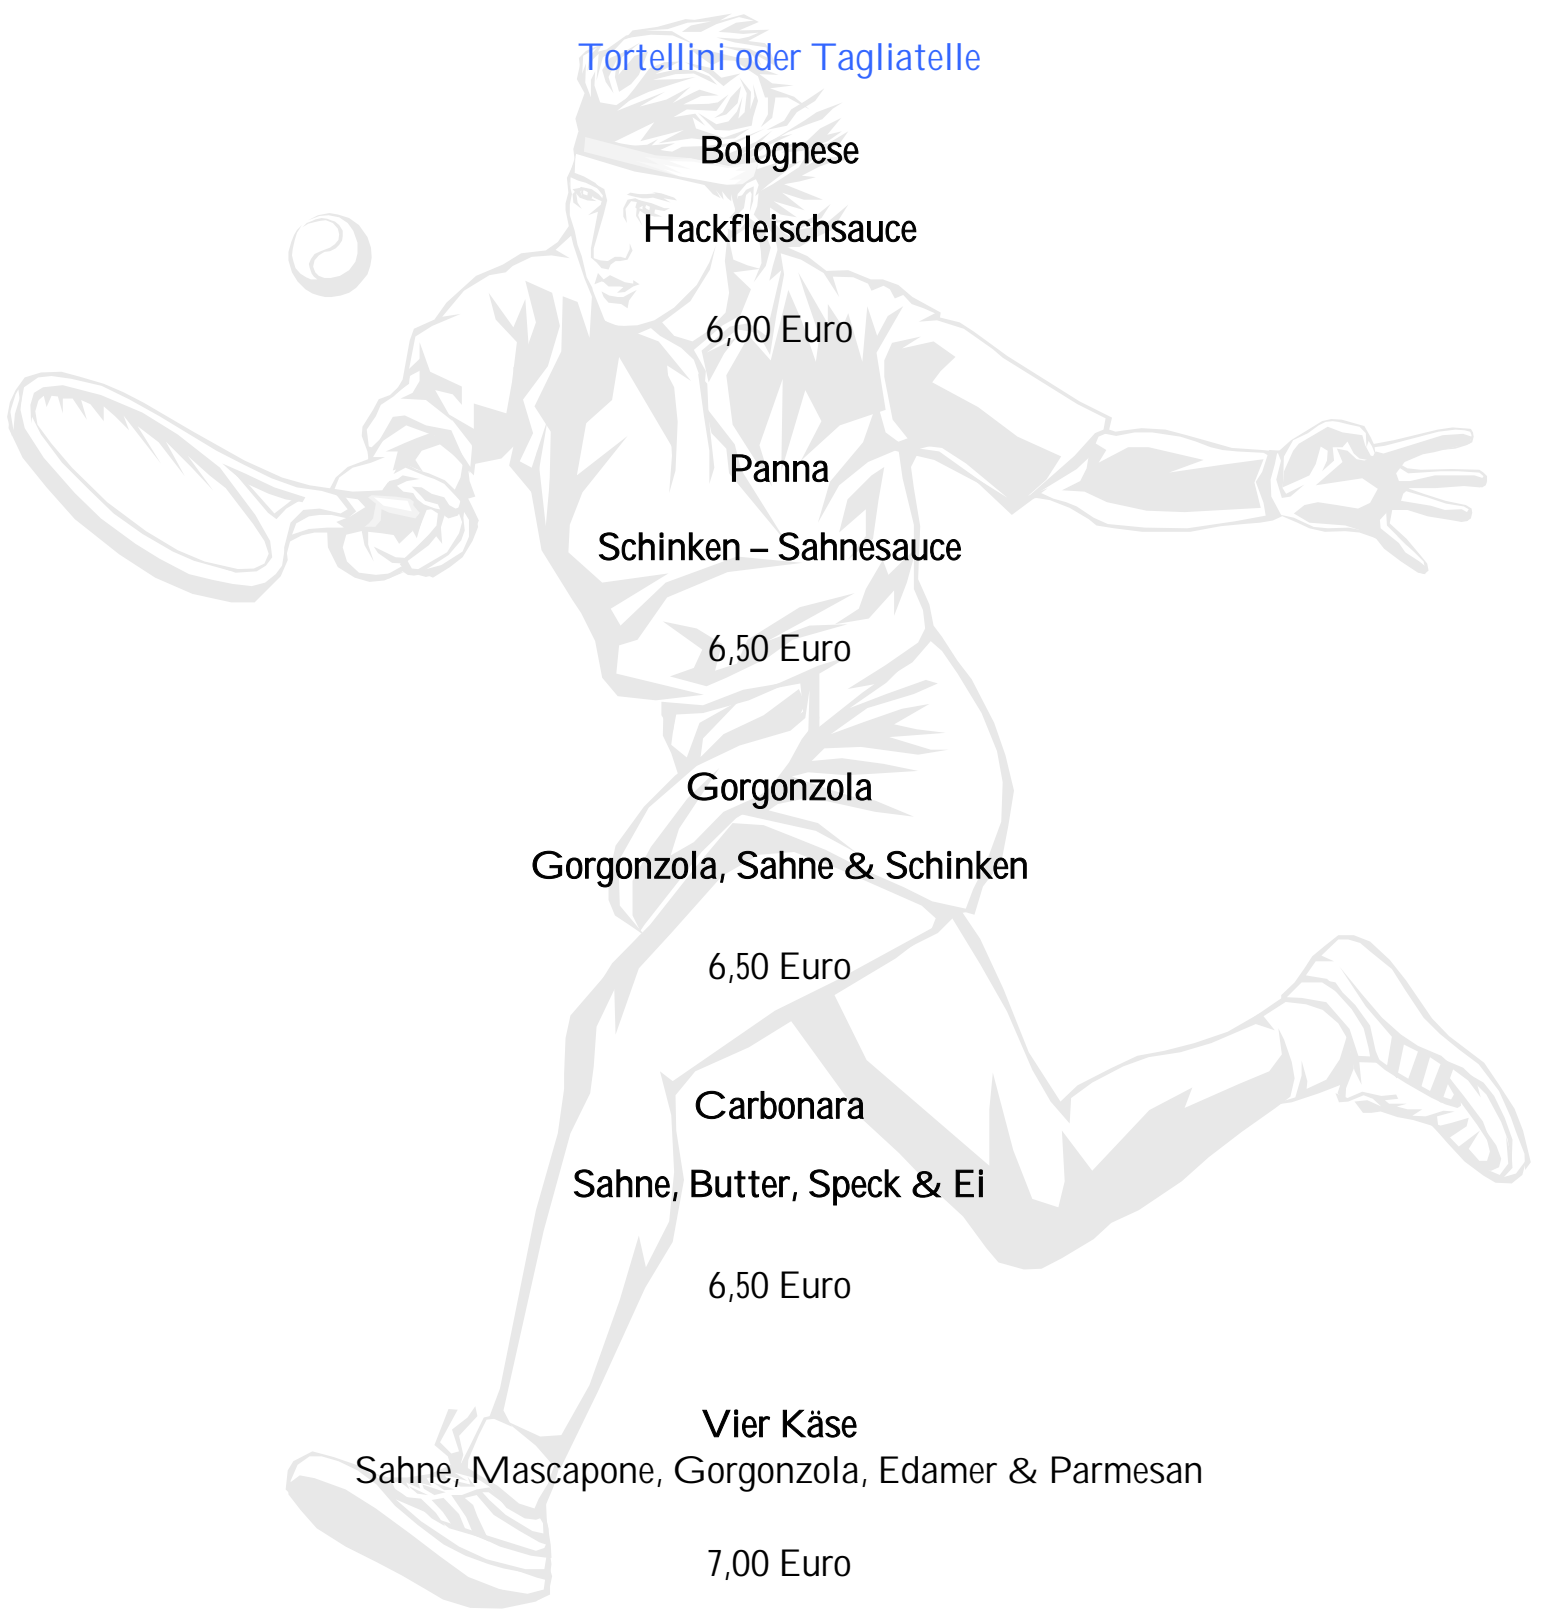 Tortellini oder Tagliatelle
Bolognese
Hackfleischsauce
6,00 Euro
Panna
Schinken – Sahnesauce
6,50 Euro
Gorgonzola
Gorgonzola, Sahne & Schinken
6,50 Euro
Carbonara
Sahne, Butter, Speck & Ei
6,50 Euro
Vier Käse
Sahne, Mascapone, Gorgonzola, Edamer & Parmesan
7,00 Euro